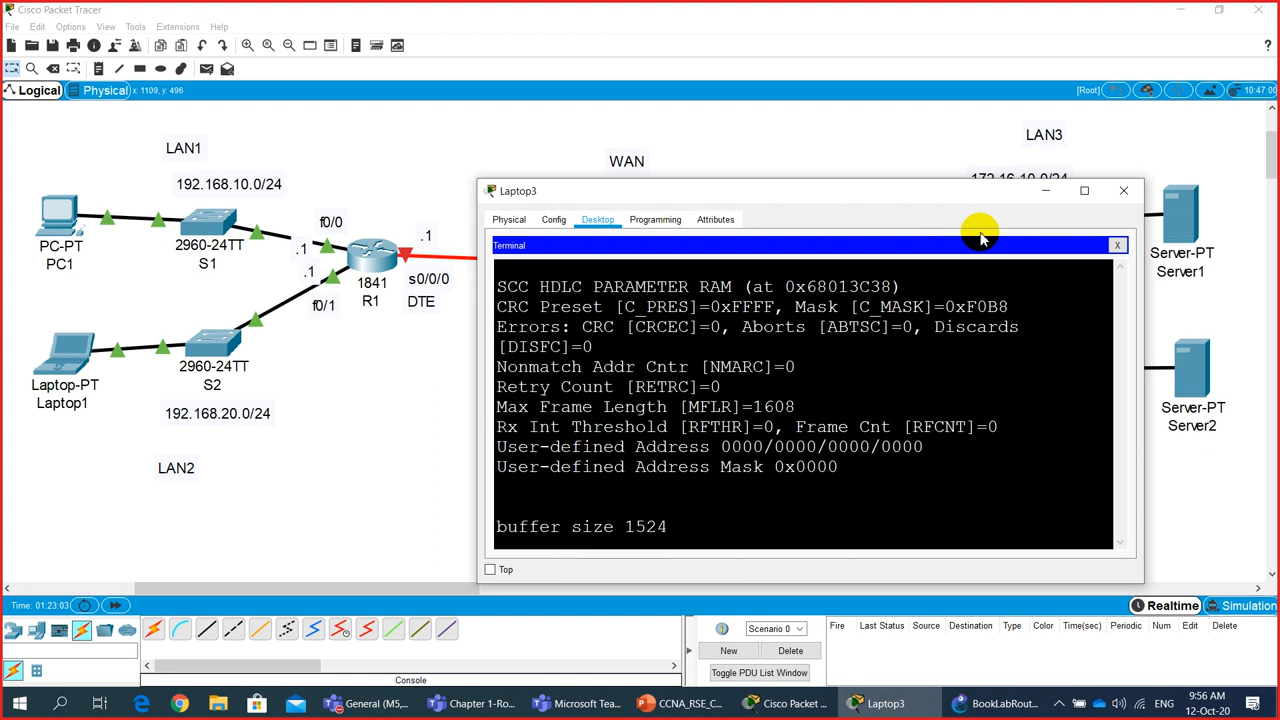 Cisco Packet Tracer
File Edit Options View Tools Extensions Help
Logical Physical x: 1109, y: 496 [Root] 10:47:00
LAN1
192.168.10.0/24
PC-PT
PC1
2960-24TT
S1
f0/0
.1
.1
.1
1841
R1
s0/0/0
DTE
f0/1
Laptop-PT
Laptop1
2960-24TT
S2
192.168.20.0/24
LAN2
WAN
LAN3
Server-PT
Server1
Server-PT
Server2
Laptop3
Physical Config Desktop Programming Attributes
Terminal X
SCC HDLC PARAMETER RAM (at 0x68013C38)
CRC Preset [C_PRES]=0xFFFF, Mask [C_MASK]=0xF0B8
Errors: CRC [CRCEC]=0, Aborts [ABTSC]=0, Discards
[DISFC]=0
Nonmatch Addr Cntr [NMARC]=0
Retry Count [RETRC]=0
Max Frame Length [MFLR]=1608
Rx Int Threshold [RFTHR]=0, Frame Cnt [RFCNT]=0
User-defined Address 0000/0000/0000/0000
User-defined Address Mask 0x0000
buffer size 1524
Top
Time: 01:23:03 Realtime Simulation
Scenario 0
New Delete
Toggle PDU List Window
Fire Last Status Source Destination Type Color Time(sec) Periodic Num Edit Delete
Console
General (M... Chapter 1-Ro... Microsoft Tea... CCNA_RSE_C... Cisco Packet ... Laptop3 BookLabRout... ENG
9:56 AM
12-Oct-20